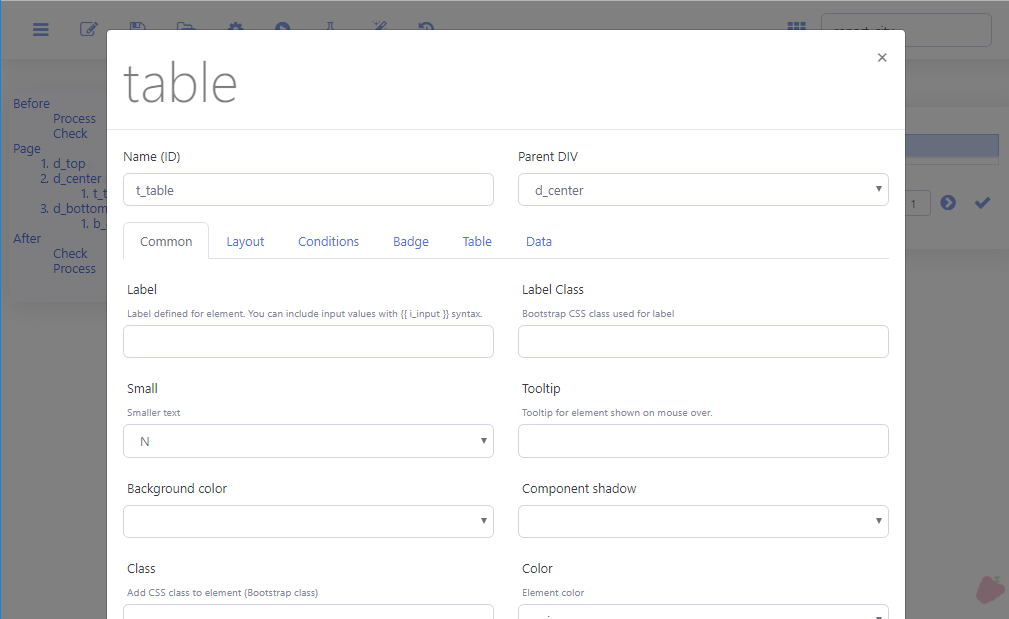 table
×
Name (ID)
Parent DIV
t_table
d_center
Common Layout Conditions Badge Table Data
Label
Label Class
Label defined for element. You can include input values with {{ i_input }} syntax.
Bootstrap CSS class used for label
Small
Tooltip
Smaller text
Tooltip for element shown on mouse over.
N
Background color
Component shadow
Class
Color
Add CSS class to element (Bootstrap class)
Element color
Before
Process
Check
Page
1. d_top
2. d_center
1.
3. d_bottom
1.
After
Check
Process
1